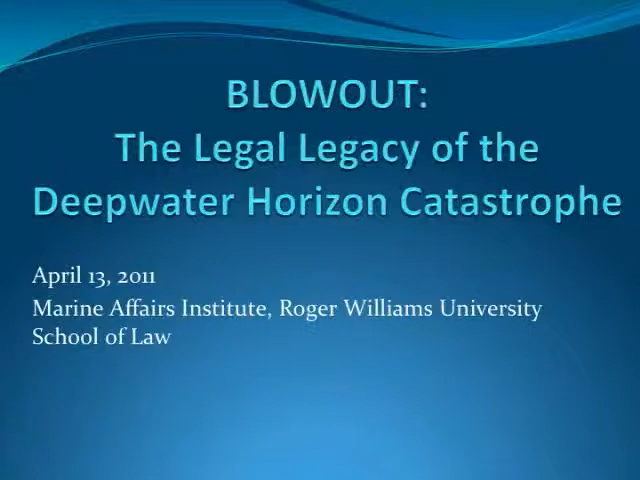 BLOWOUT:
The Legal Legacy of the
Deepwater Horizon Catastrophe
April 13, 2011
Marine Affairs Institute, Roger Williams University
School of Law